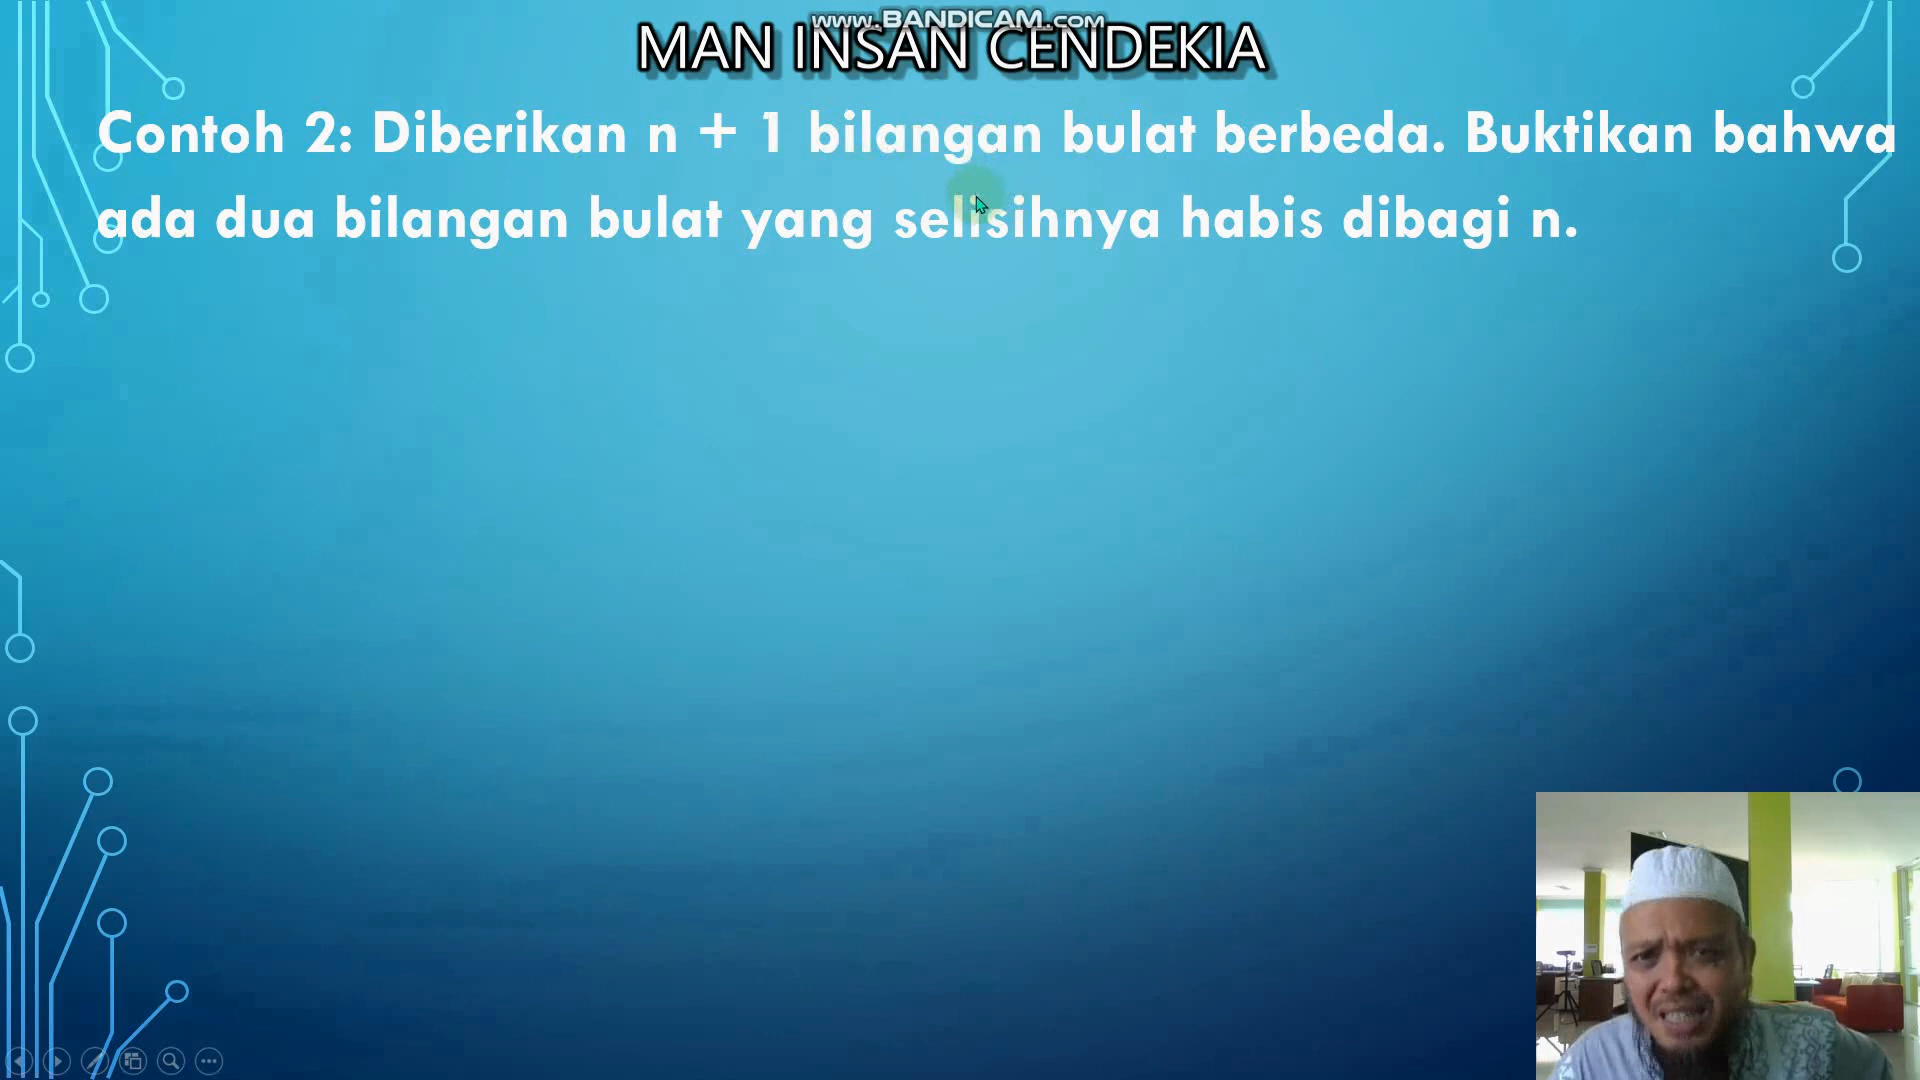 www.BANDICAM.com
MAN INSAN CENDEKIA
Contoh 2: Diberikan n + 1 bilangan bulat berbeda. Buktikan bahwa
ada dua bilangan bulat yang selisihnya habis dibagi n.